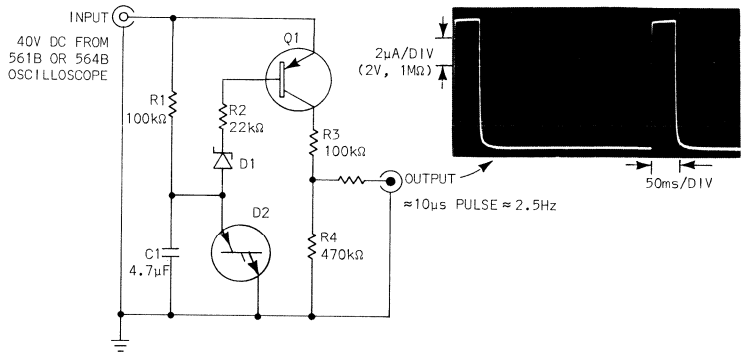 INPUT
40V DC FROM
561B OR 564B
OSCILLOSCOPE
Q1
2µA/DIV
(2V, 1MΩ)
R1
100kΩ
R2
22kΩ
R3
100kΩ
D1
OUTPUT
50ms/DIV
≈10µs PULSE ≈ 2.5Hz
D2
C1
4.7µF
R4
470kΩ